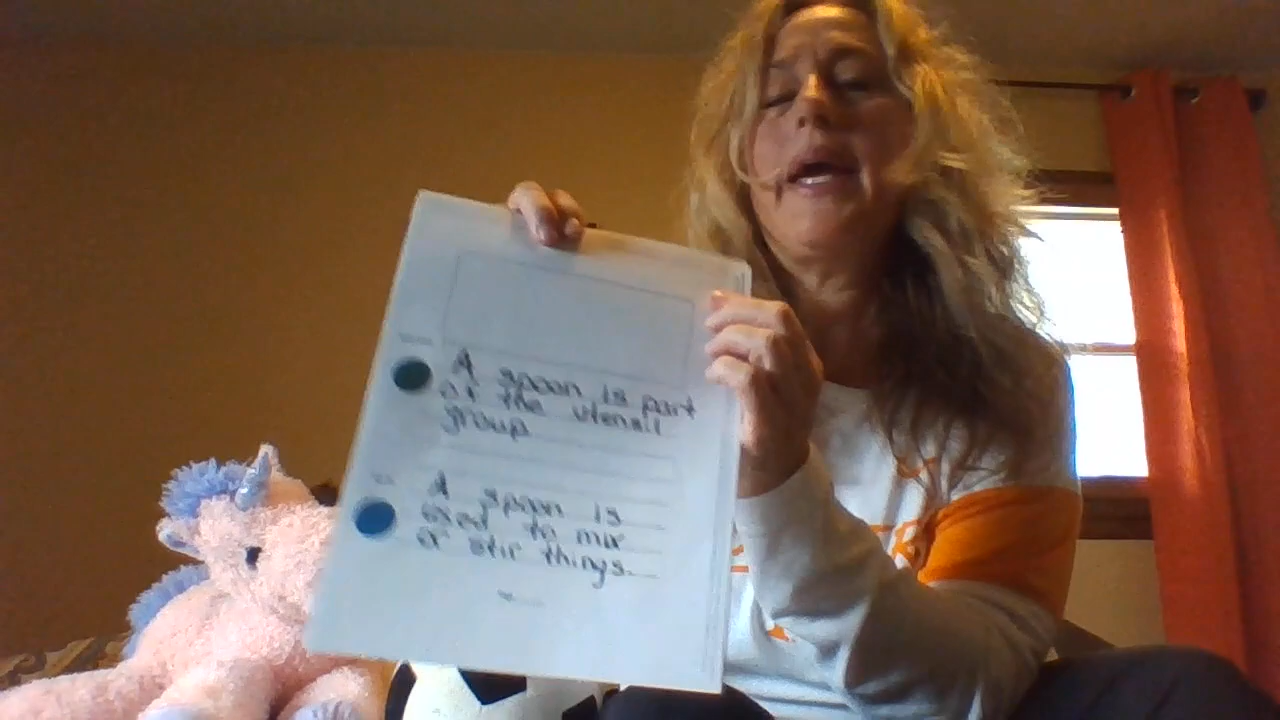 A spoon is part
of the utensil
group
A spoon is
used to mix
or stir things.